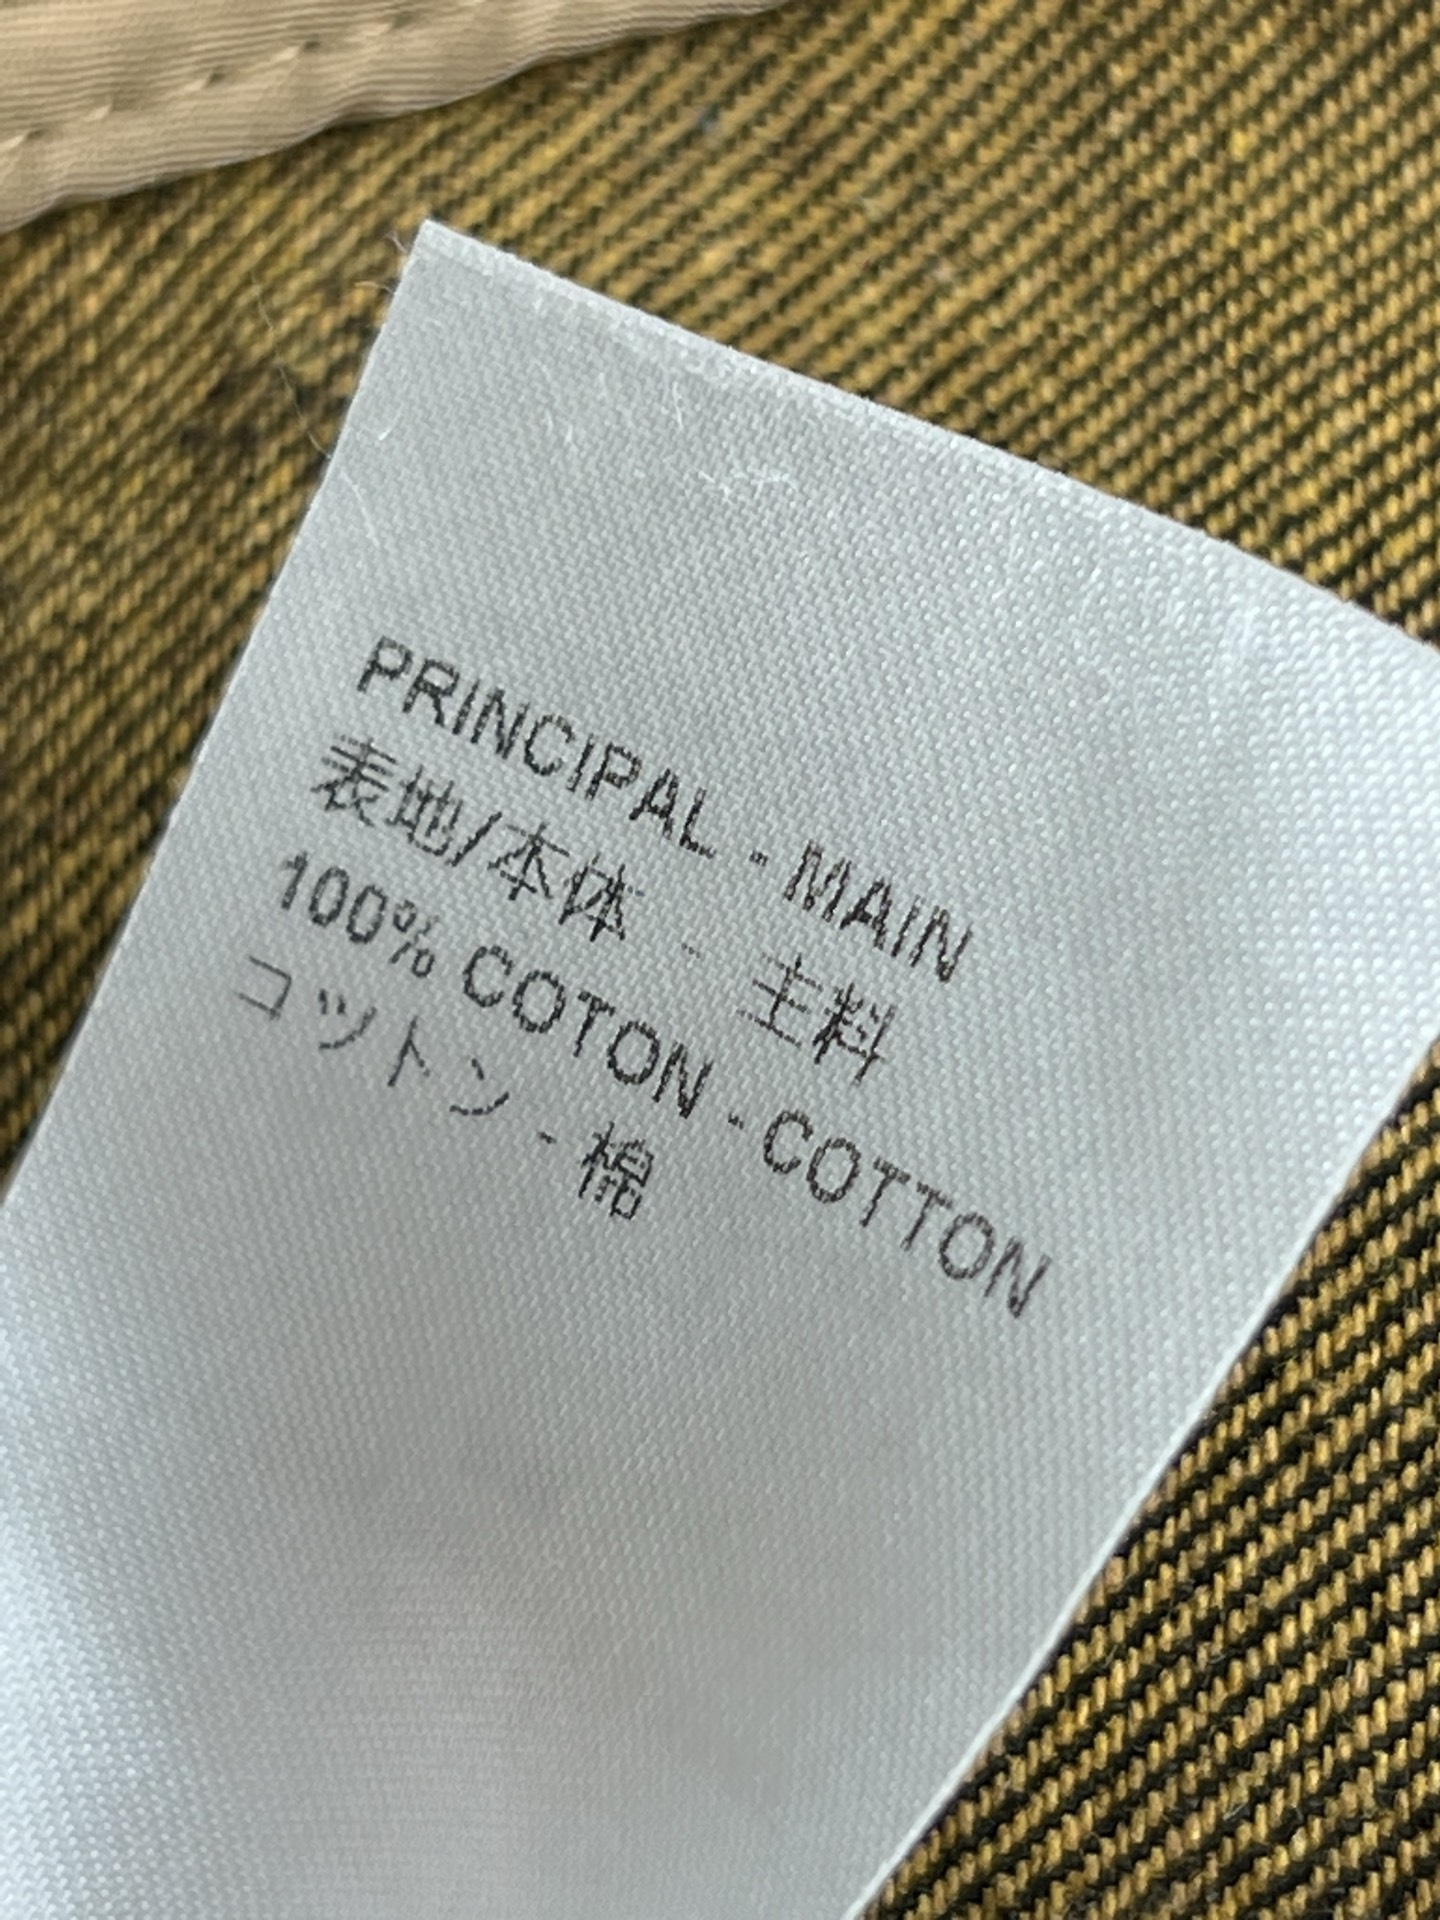 PRINCIPAL - MAIN
表地/本体 - 主料
100% COTON - COTTON
コットン - 棉